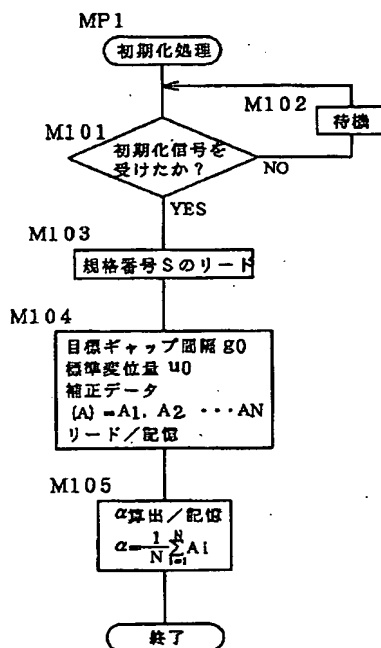 MP1
初期化処理
M101
初期化信号を
受けたか？
NO
M102
待機
YES
M103
規格番号Sのリード
M104
目標ギャップ間隔 g0
標準変位量 u0
補正データ
{A} = A1, A2 ･･･AN
リード／記憶
M105
α算出／記憶
α= 1/N Σ Ai
N
i=1
終了